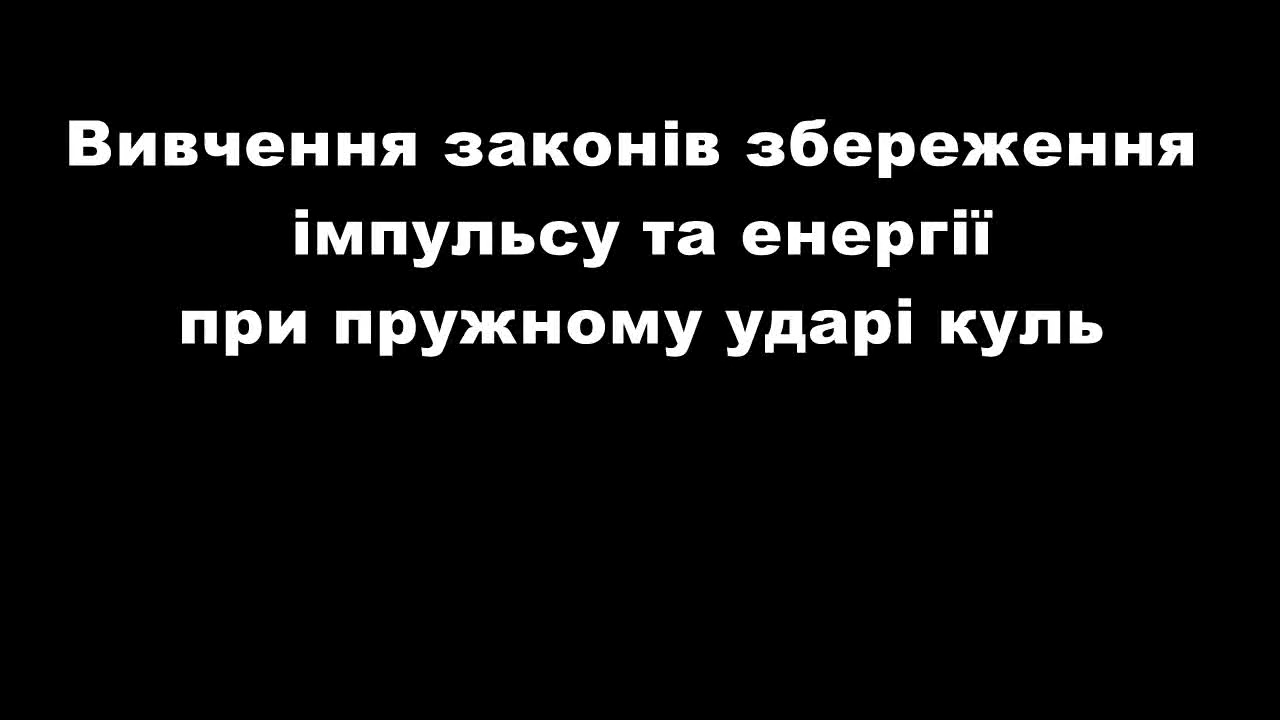 Вивчення законів збереження
імпульсу та енергії
при пружному ударі куль